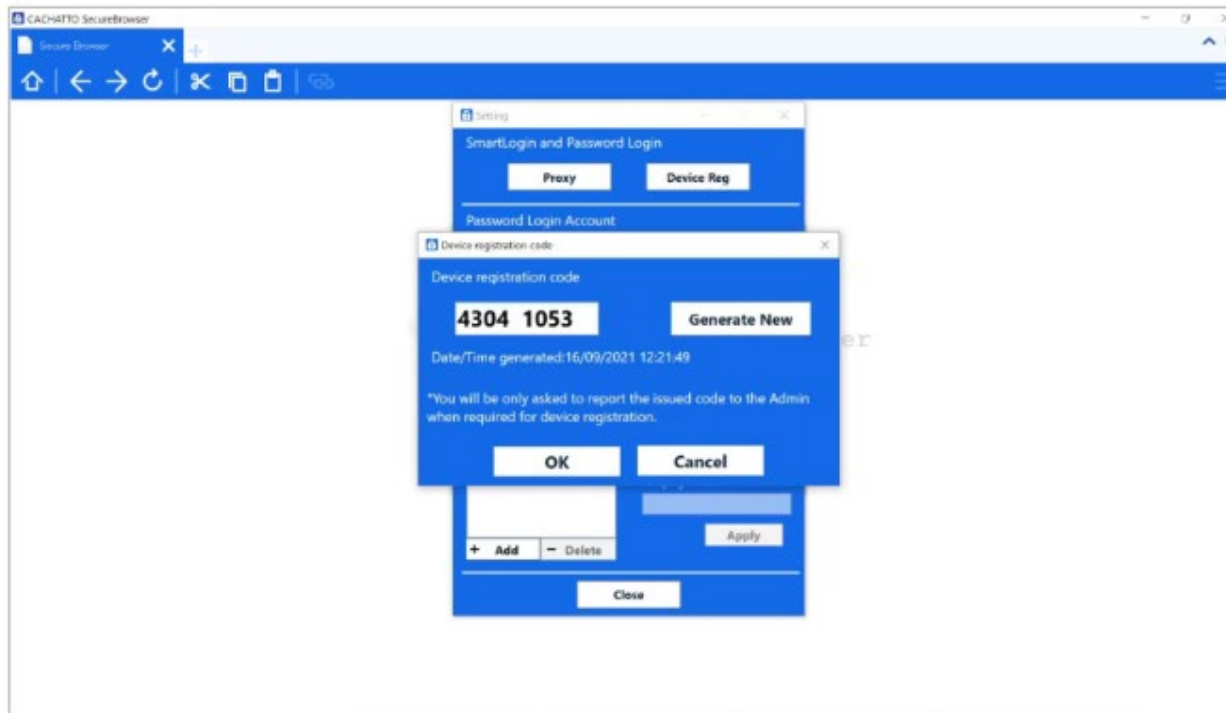 CACHATTO SecureBrowser
Secure Browser
Setting
SmartLogin and Password Login
Proxy Device Reg
Password Login Account
Device registration code
Device registration code
4304 1053 Generate New
er
Date/Time generated:16/09/2021 12:21:49
*You will be only asked to report the issued code to the Admin
when required for device registration.
OK Cancel
Apply
+ Add − Delete
Close